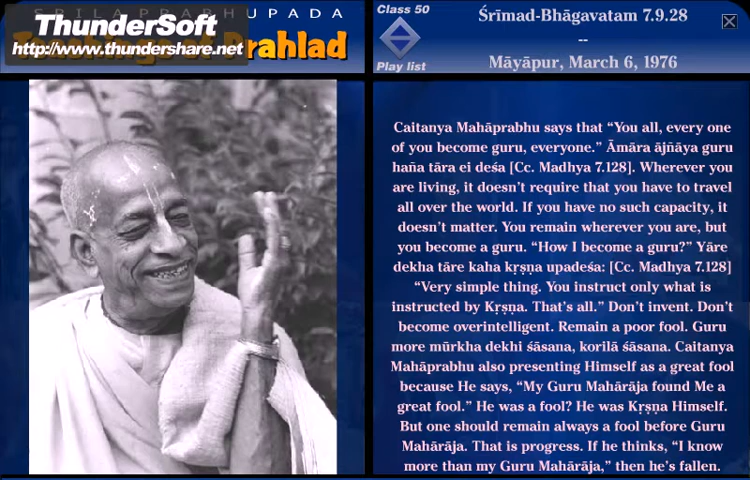 SRILA PRABHUPADA
ThunderSoft
http://www.thundershare.net
Teachings of Prahlad
Class 50
Play list
Śrīmad-Bhāgavatam 7.9.28
--
Māyāpur, March 6, 1976
Caitanya Mahāprabhu says that “You all, every one
of you become guru, everyone.” Āmāra ājñāya guru
hañā tāra ei deśa [Cc. Madhya 7.128]. Wherever you
are living, it doesn’t require that you have to travel
all over the world. If you have no such capacity, it
doesn’t matter. You remain wherever you are, but
you become a guru. “How I become a guru?” Yāre
dekha tāre kaha kṛṣṇa upadeśa: [Cc. Madhya 7.128]
“Very simple thing. You instruct only what is
instructed by Kṛṣṇa. That’s all.” Don’t invent. Don’t
become overintelligent. Remain a poor fool. Guru
more mūrkha dekhi śāsana, korilā śāsana. Caitanya
Mahāprabhu also presenting Himself as a great fool
because He says, “My Guru Mahārāja found Me a
great fool.” He was a fool? He was Kṛṣṇa Himself.
But one should remain always a fool before Guru
Mahārāja. That is progress. If he thinks, “I know
more than my Guru Mahārāja,” then he’s fallen.